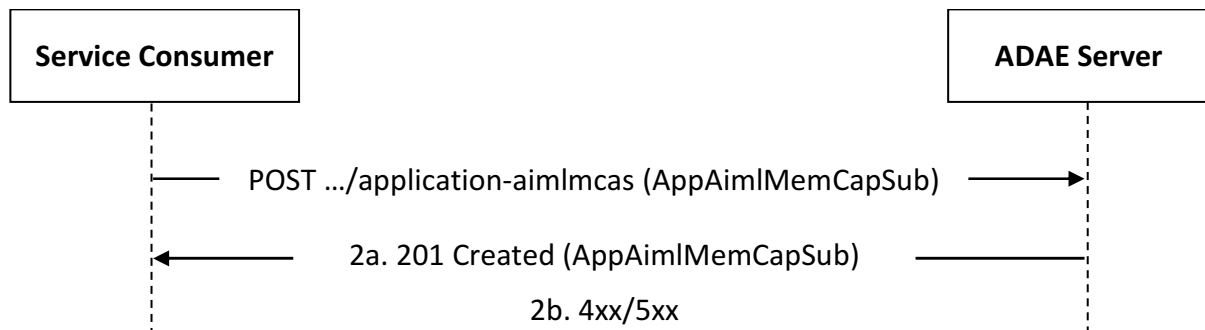 Service Consumer
ADAE Server
POST …/application-aimlmcas (AppAimlMemCapSub)
2a. 201 Created (AppAimlMemCapSub)
2b. 4xx/5xx